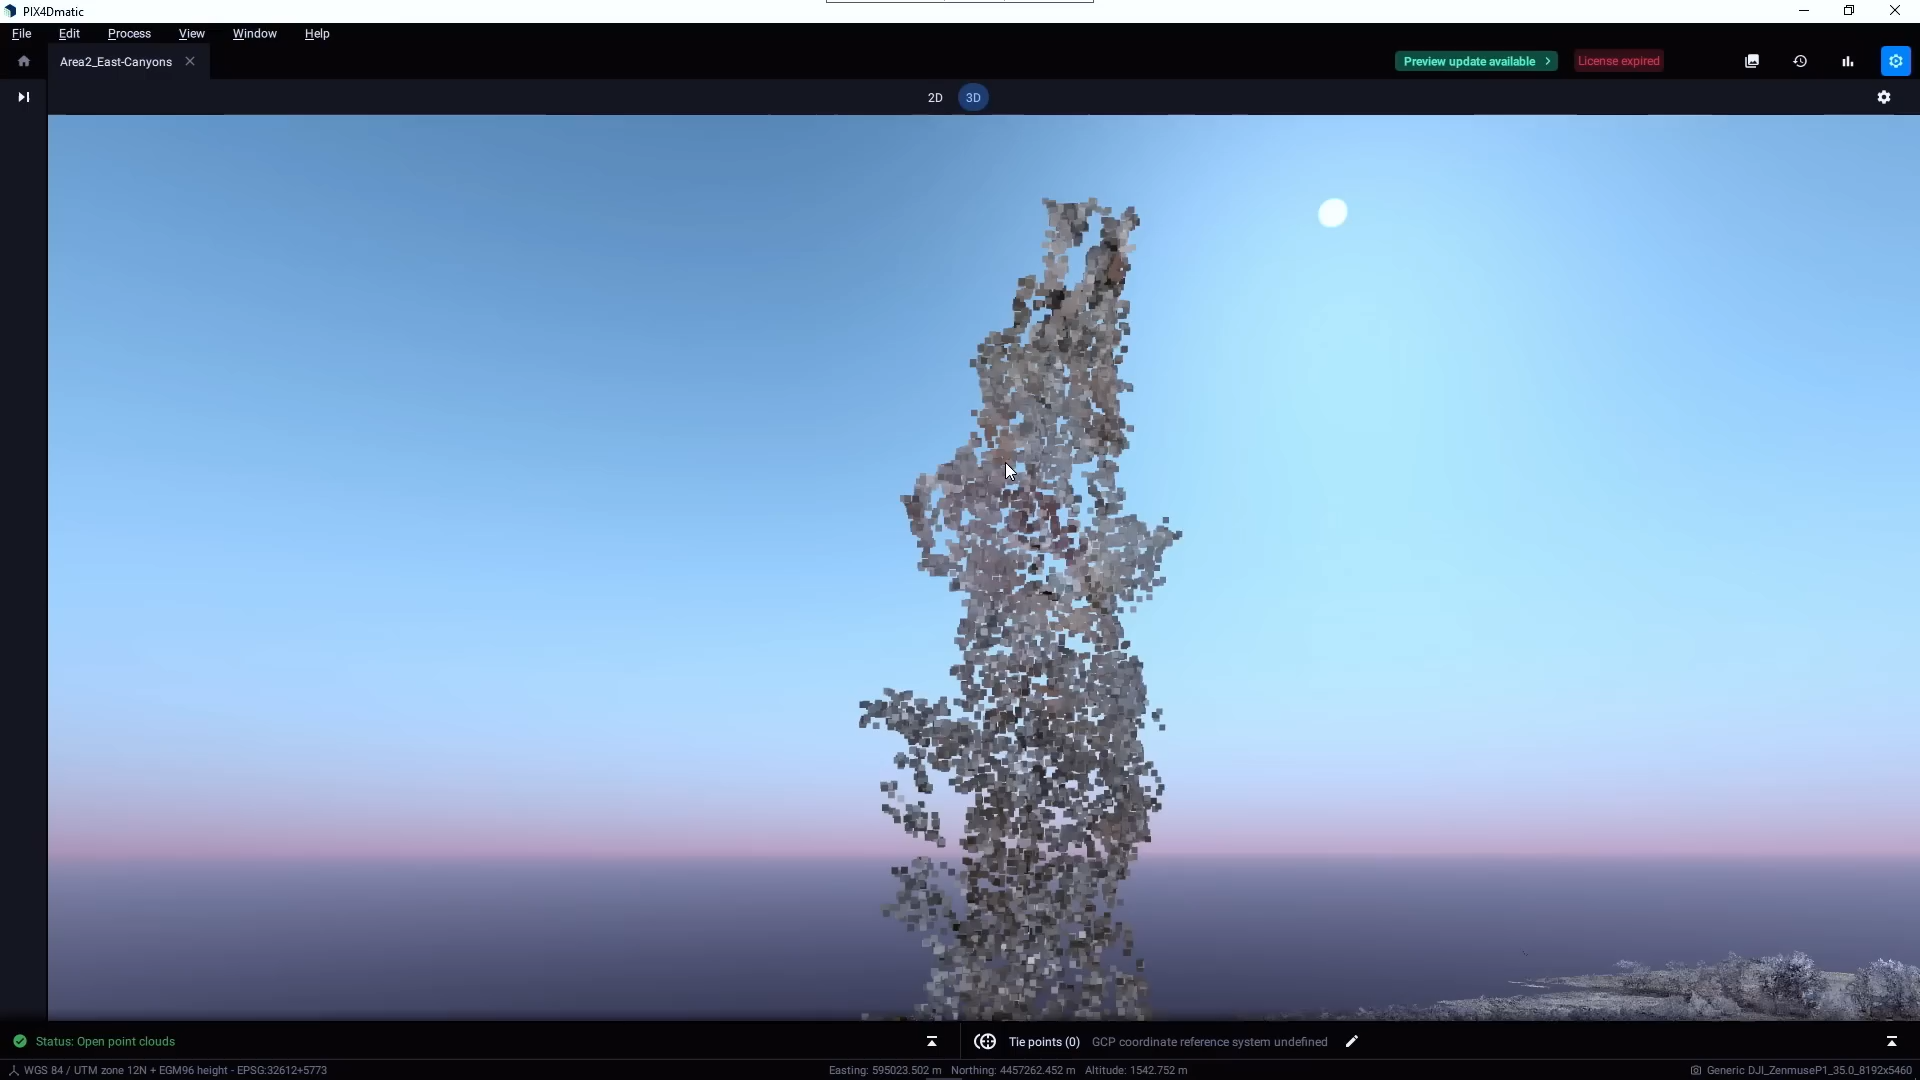 PIX4Dmatic
File Edit Process View Window Help
Area2_East-Canyons
Preview update available
License expired
2D 3D
Status: Open point clouds
Tie points (0) GCP coordinate reference system undefined
WGS 84 / UTM zone 12N + EGM96 height - EPSG:32612+5773
Easting: 595023.502 m Northing: 4457262.452 m Altitude: 1542.752 m
Generic DJI_ZenmuseP1_35.0_8192x5460